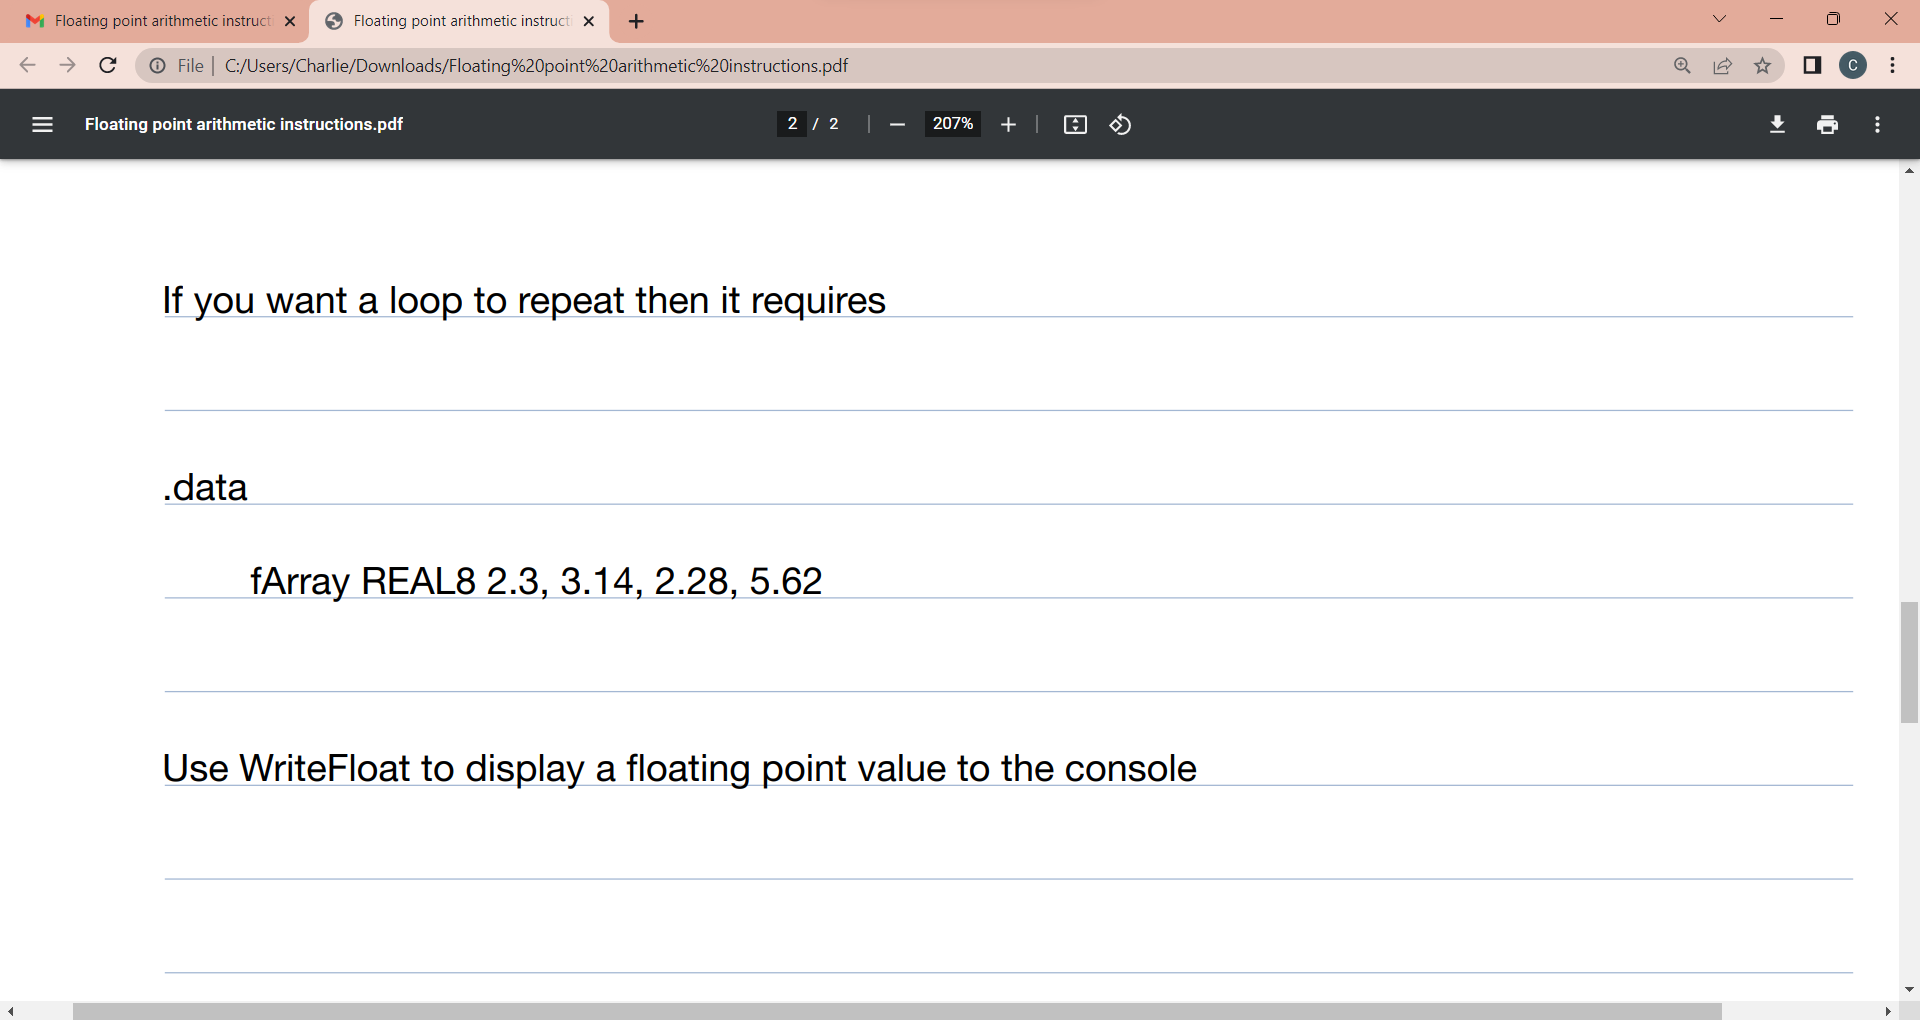 Floating point arithmetic instruct
Floating point arithmetic instruct
File
C:/Users/Charlie/Downloads/Floating%20point%20arithmetic%20instructions.pdf
C
Floating point arithmetic instructions.pdf
2 / 2
207%
If you want a loop to repeat then it requires
.data
fArray REAL8 2.3, 3.14, 2.28, 5.62
Use WriteFloat to display a floating point value to the console